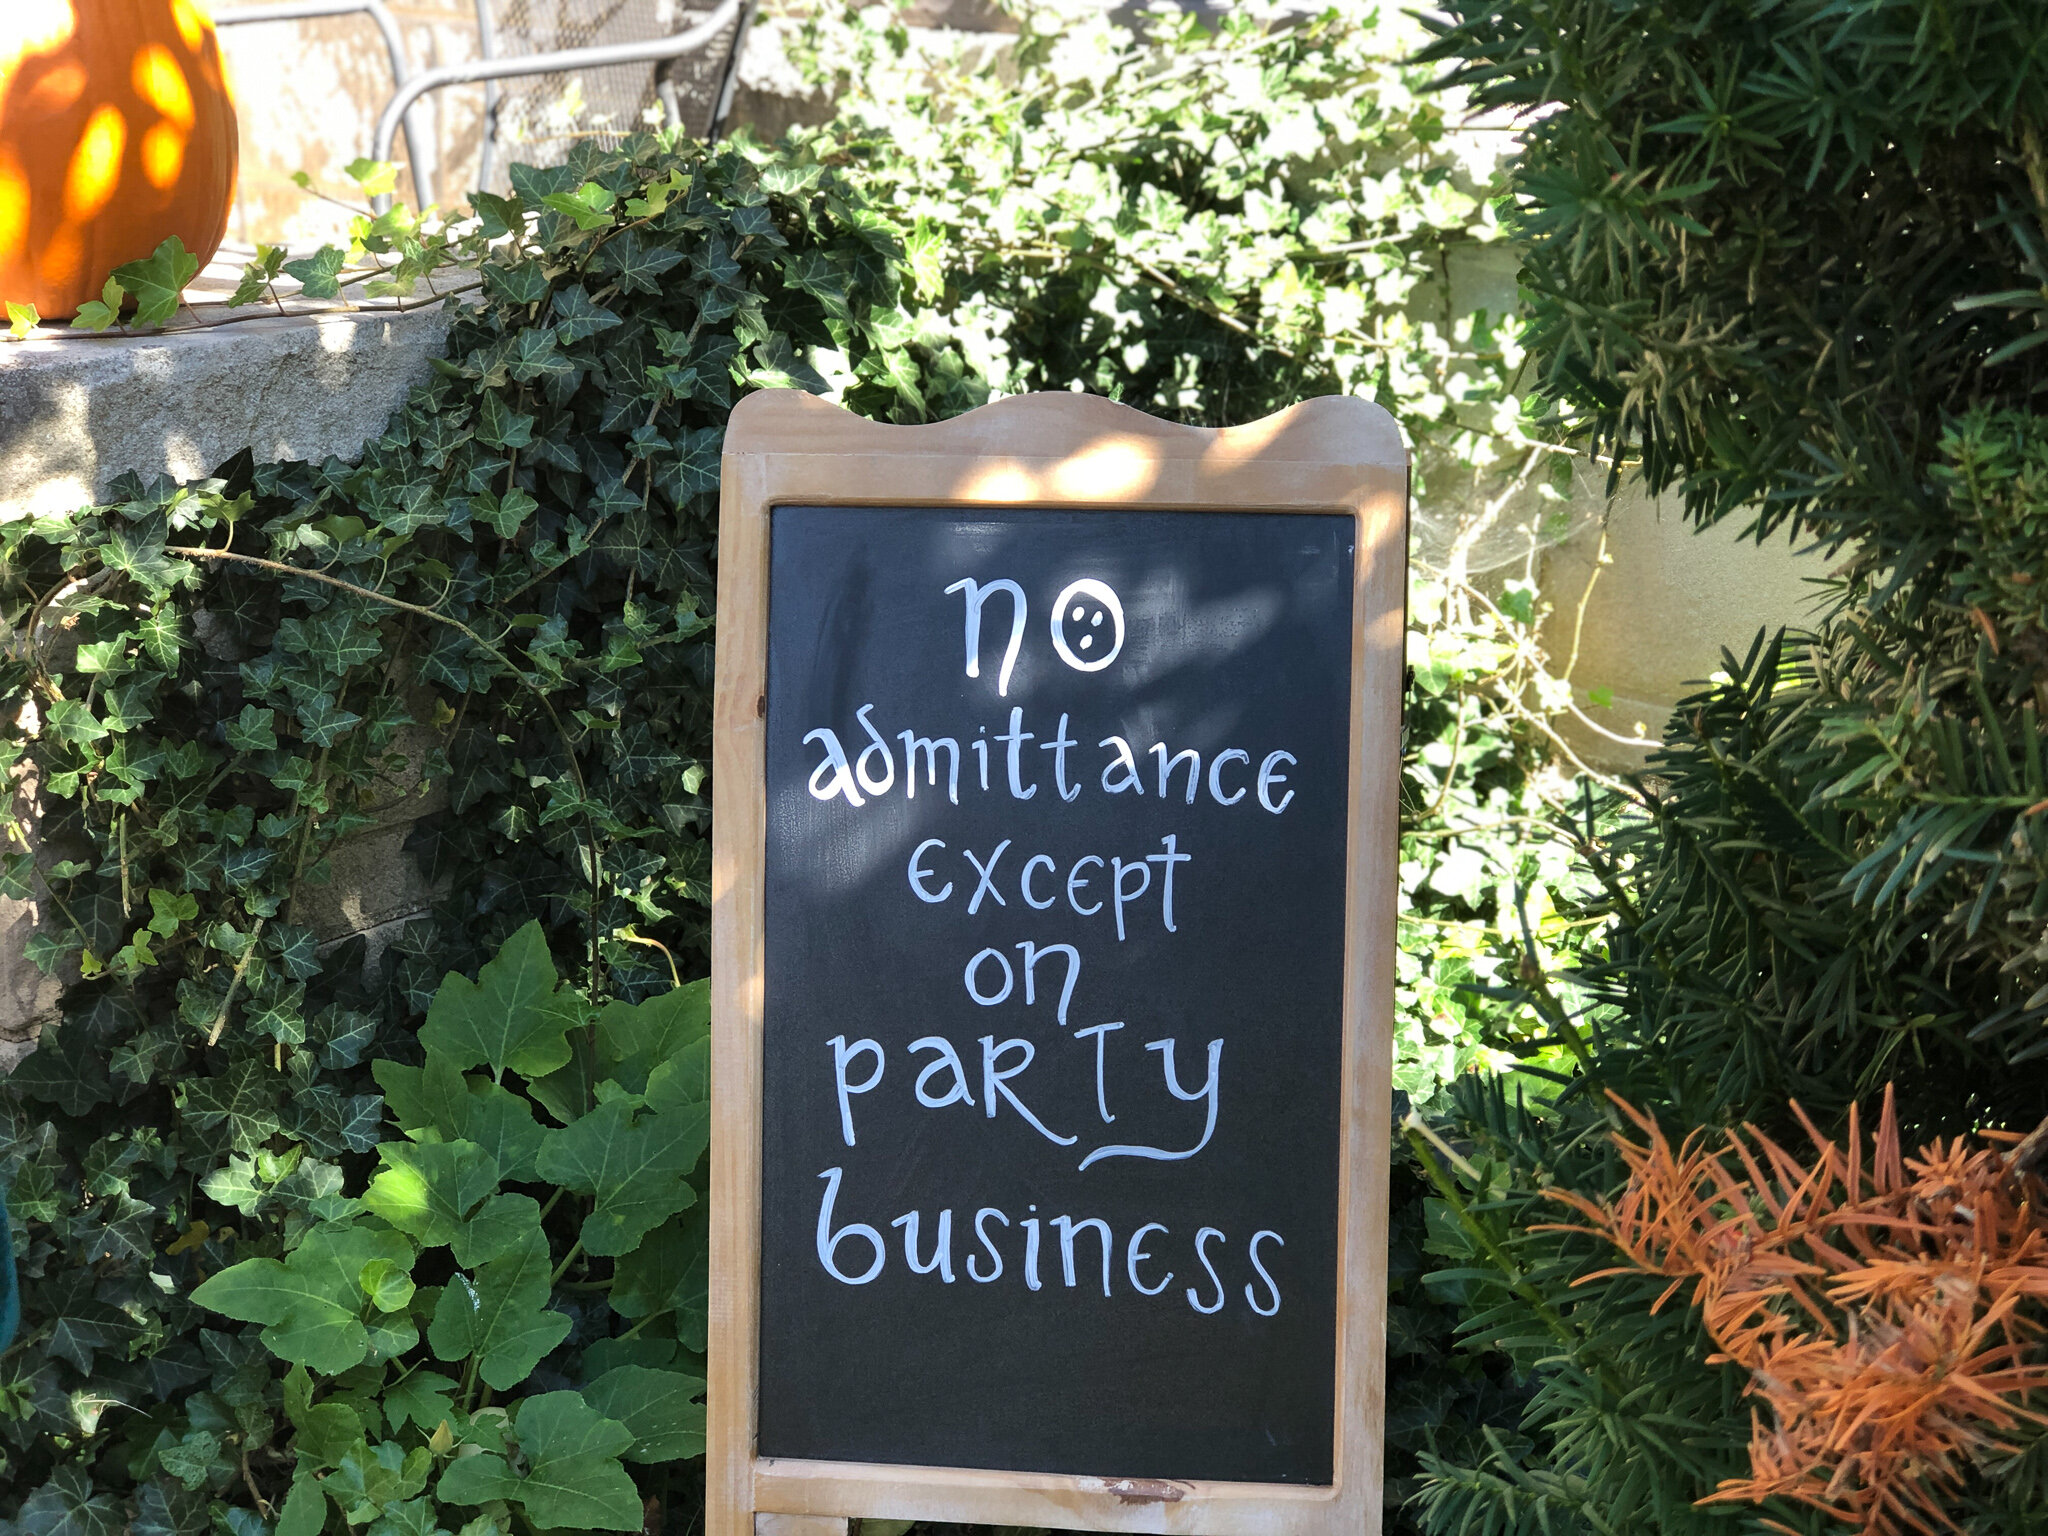 no
admittance
except
on
paRTy
business